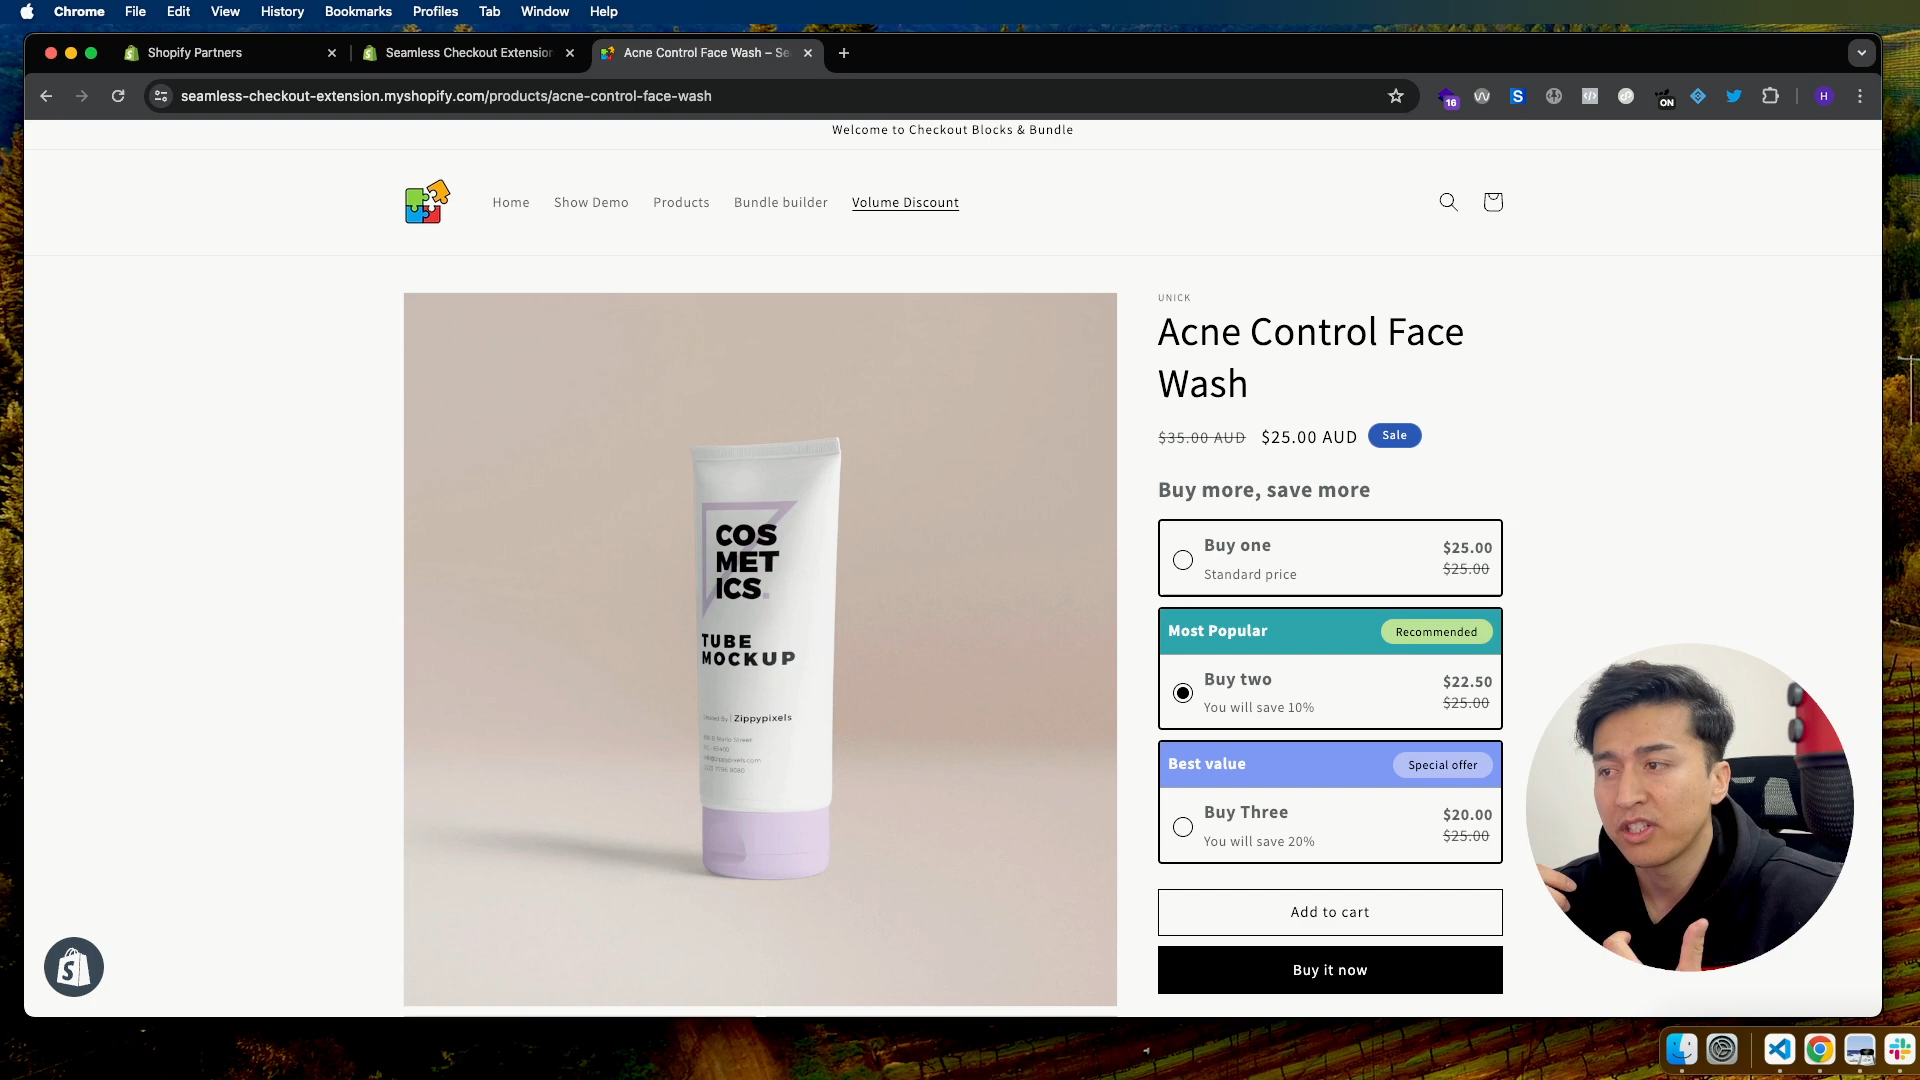 Chrome File Edit View History Bookmarks Profiles Tab Window Help
Shopify Partners
Seamless Checkout Extension
Acne Control Face Wash – Se
seamless-checkout-extension.myshopify.com/products/acne-control-face-wash
16
S
ON
H
Welcome to Checkout Blocks & Bundle
Home Show Demo Products Bundle builder Volume Discount
UNICK
Acne Control Face
Wash
$35.00 AUD $25.00 AUD Sale
Buy more, save more
Buy one $25.00
Standard price $25.00
Most Popular Recommended
Buy two $22.50
You will save 10% $25.00
Best value Special offer
Buy Three $20.00
You will save 20% $25.00
Add to cart
Buy it now
COS
MET
ICS.
TUBE
MOCKUP
Created By | Zippypixels